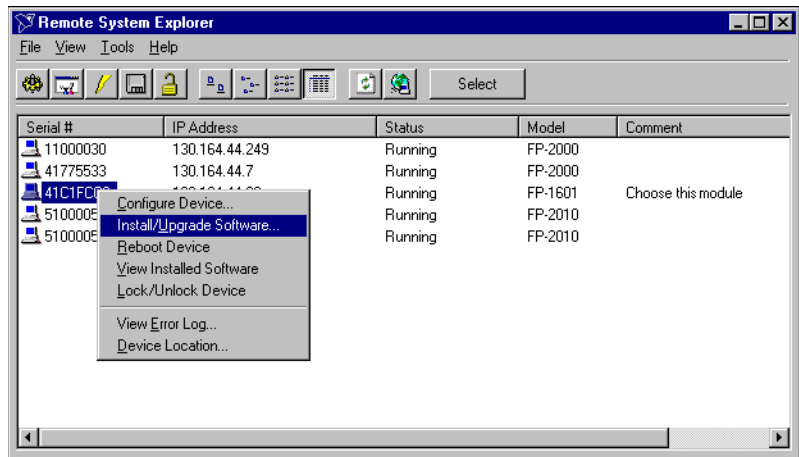 Remote System Explorer
File View Tools Help
Select
Serial # IP Address Status Model Comment
11000030 130.164.44.249 Running FP-2000
41775533 130.164.44.7 Running FP-2000
Running FP-1601 Choose this module
Running FP-2010
Running FP-2010
Configure Device...
Install/Upgrade Software...
Reboot Device
View Installed Software
Lock/Unlock Device
View Error Log...
Device Location...